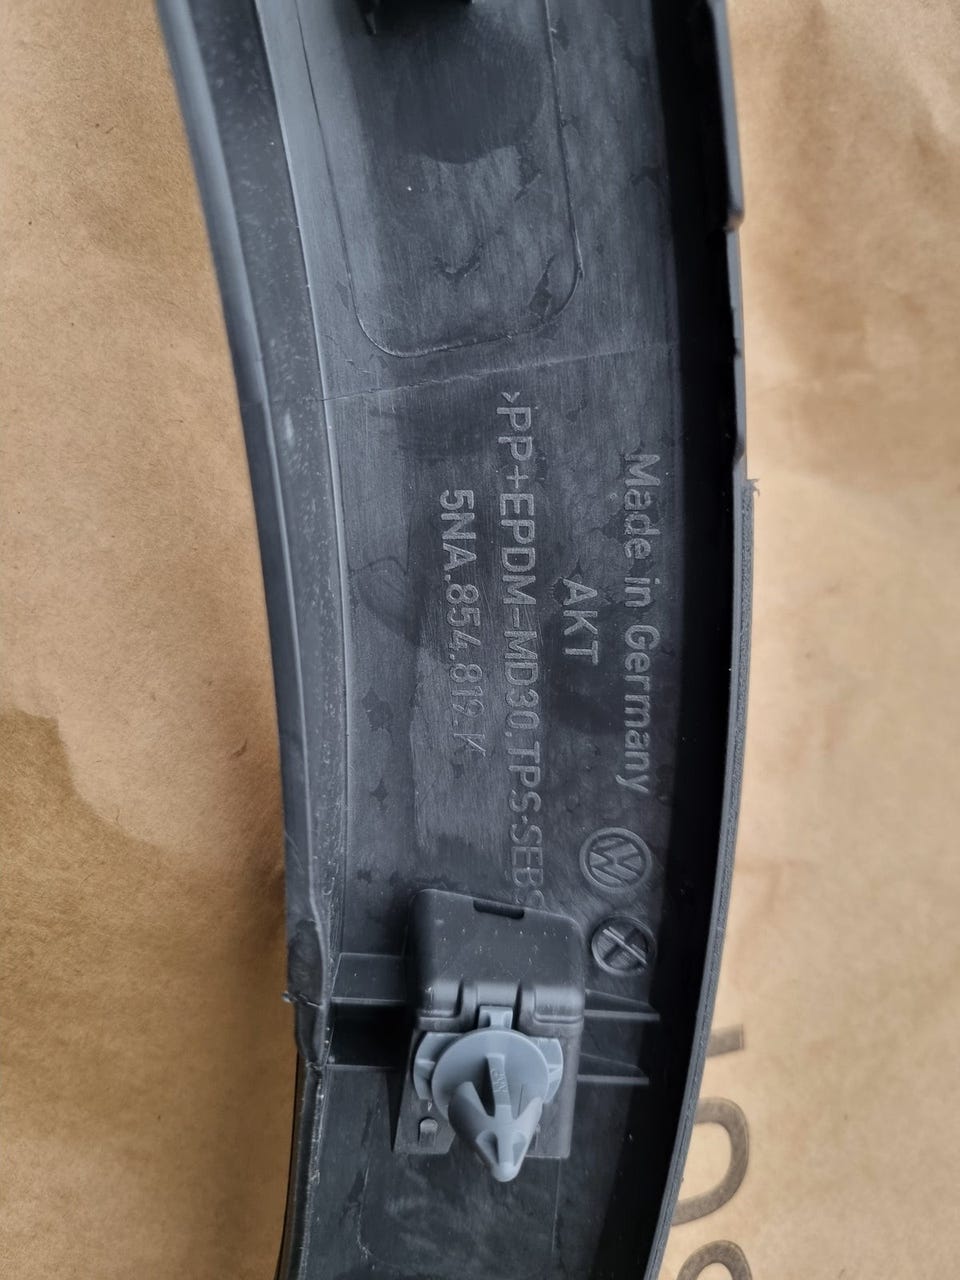 Made in Germany
AKT
>PP+EPDM-MD30.TPS-SEBS
5NA.854.819.K